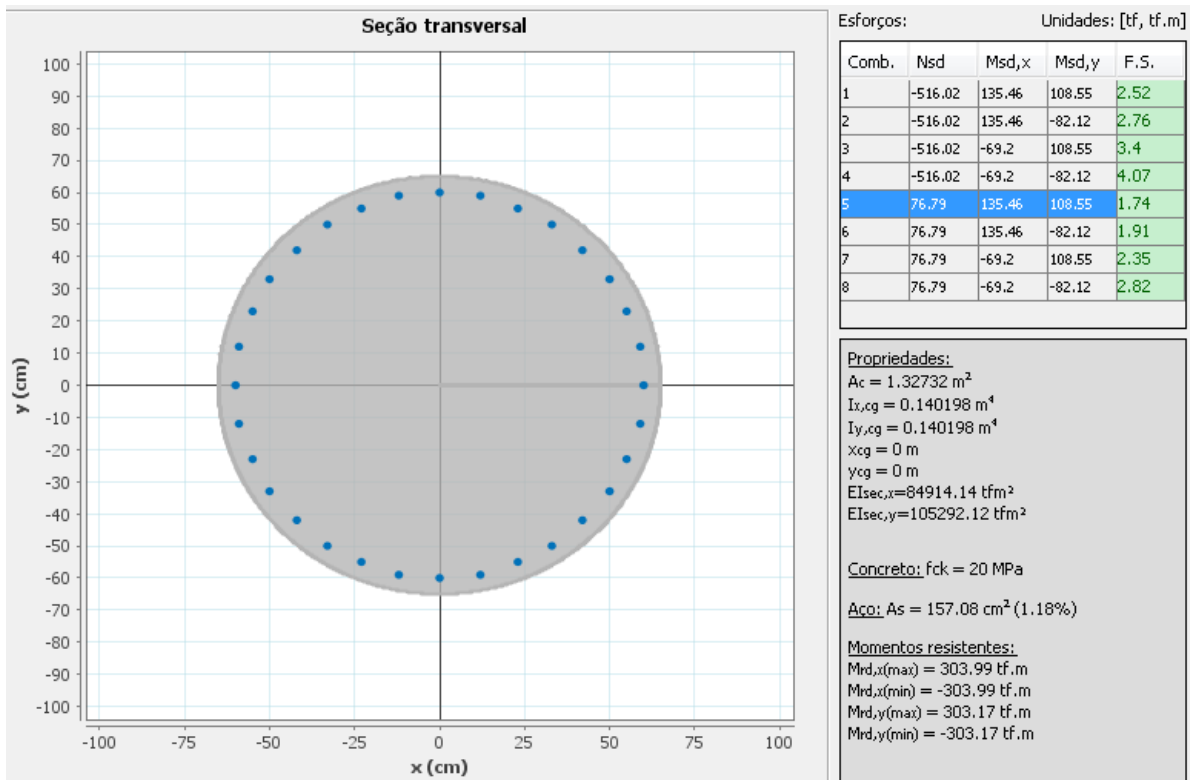 Seção transversal
100
90
80
70
60
50
40
30
20
10
0
-10
-20
-30
-40
-50
-60
-70
-80
-90
-100
y (cm)
-100 -75 -50 -25 0 25 50 75 100
x (cm)
Esforços: Unidades: [tf, tf.m]
Comb. Nsd Msd,x Msd,y F.S.
1 -516.02 135.46 108.55 2.52
2 -516.02 135.46 -82.12 2.76
3 -516.02 -69.2 108.55 3.4
4 -516.02 -69.2 -82.12 4.07
5 76.79 135.46 108.55 1.74
6 76.79 135.46 -82.12 1.91
7 76.79 -69.2 108.55 2.35
8 76.79 -69.2 -82.12 2.82
Propriedades:
Ac = 1.32732 m²
Ix,cg = 0.140198 m⁴
Iy,cg = 0.140198 m⁴
xcg = 0 m
ycg = 0 m
EIsec,x=84914.14 tfm²
EIsec,y=105292.12 tfm²
Concreto: fck = 20 MPa
Aço: As = 157.08 cm² (1.18%)
Momentos resistentes:
Mrd,x(max) = 303.99 tf.m
Mrd,x(min) = -303.99 tf.m
Mrd,y(max) = 303.17 tf.m
Mrd,y(min) = -303.17 tf.m